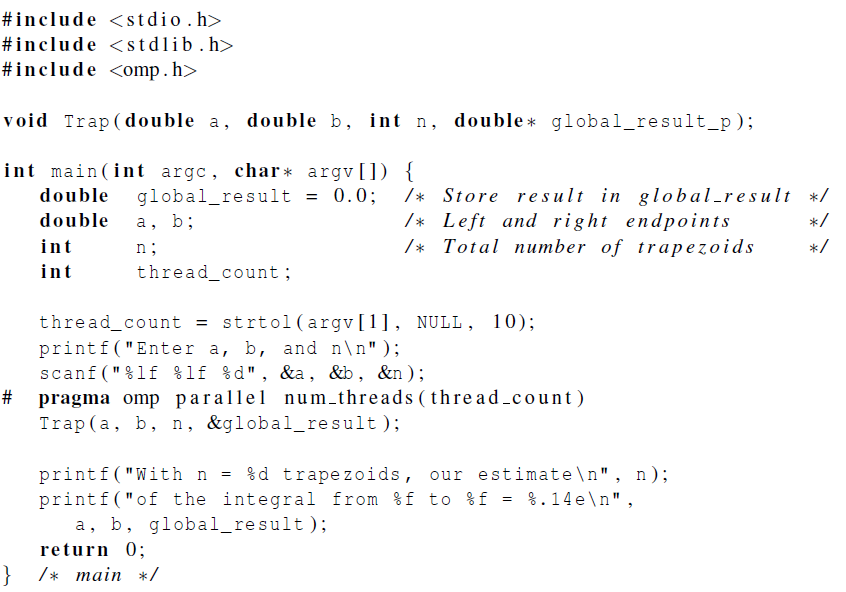 #include <stdio.h>
#include <stdlib.h>
#include <omp.h>

void Trap(double a, double b, int n, double* global_result_p);

int main(int argc, char* argv[]) {
   double  global_result = 0.0;  /* Store result in global_result */
   double  a, b;                 /* Left and right endpoints      */
   int     n;                    /* Total number of trapezoids    */
   int     thread_count;

   thread_count = strtol(argv[1], NULL, 10);
   printf("Enter a, b, and n\n");
   scanf("%lf %lf %d", &a, &b, &n);
#  pragma omp parallel num_threads(thread_count)
   Trap(a, b, n, &global_result);

   printf("With n = %d trapezoids, our estimate\n", n);
   printf("of the integral from %f to %f = %.14e\n",
      a, b, global_result);
   return 0;
}  /* main */